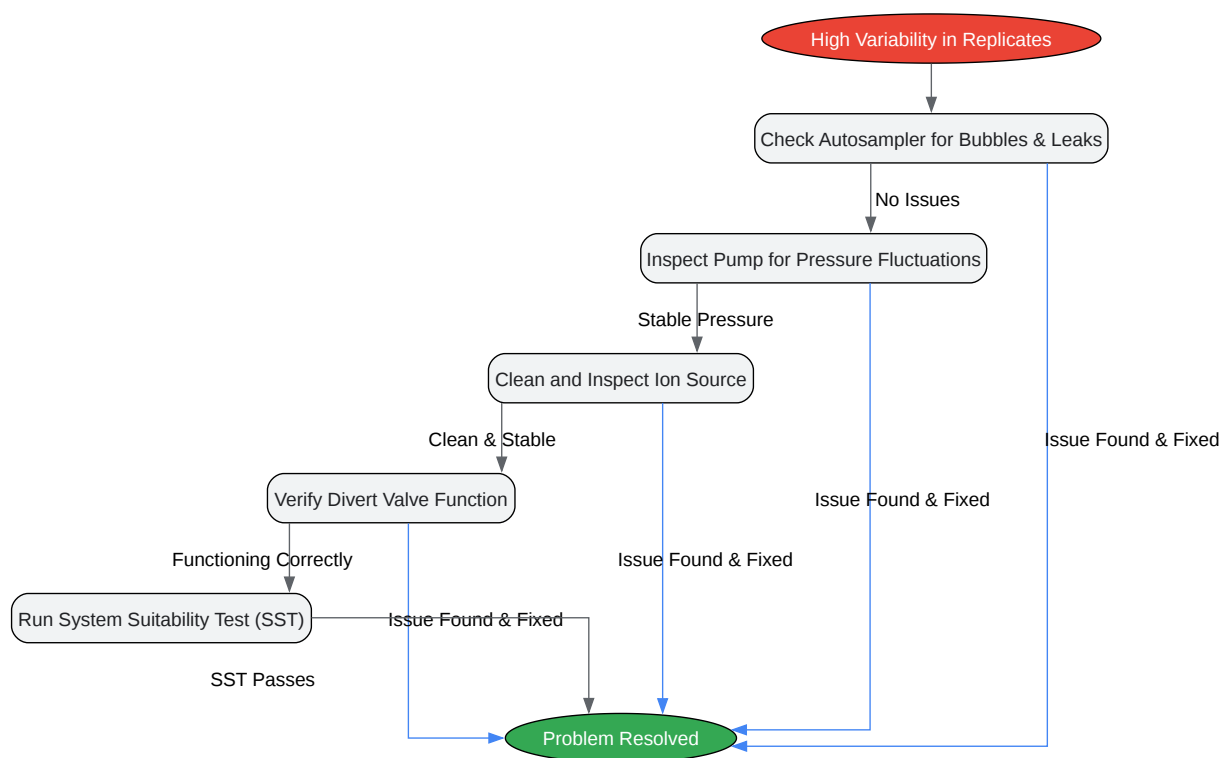 High Variability in Replicates
Check Autosampler for Bubbles & Leaks
No Issues
Inspect Pump for Pressure Fluctuations
Stable Pressure
Clean and Inspect Ion Source
Clean & Stable
Issue Found & Fixed
Verify Divert Valve Function
Issue Found & Fixed
Functioning Correctly
Issue Found & Fixed
Run System Suitability Test (SST)
Issue Found & Fixed
SST Passes
Problem Resolved